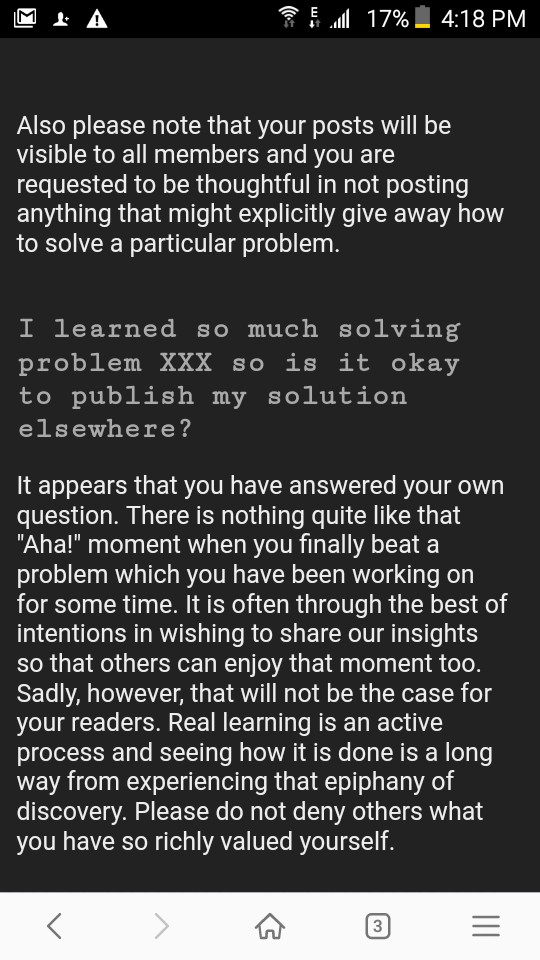 E 17% 4:18 PM
Also please note that your posts will be
visible to all members and you are
requested to be thoughtful in not posting
anything that might explicitly give away how
to solve a particular problem.
I learned so much solving
problem XXX so is it okay
to publish my solution
elsewhere?
It appears that you have answered your own
question. There is nothing quite like that
"Aha!" moment when you finally beat a
problem which you have been working on
for some time. It is often through the best of
intentions in wishing to share our insights
so that others can enjoy that moment too.
Sadly, however, that will not be the case for
your readers. Real learning is an active
process and seeing how it is done is a long
way from experiencing that epiphany of
discovery. Please do not deny others what
you have so richly valued yourself.
3